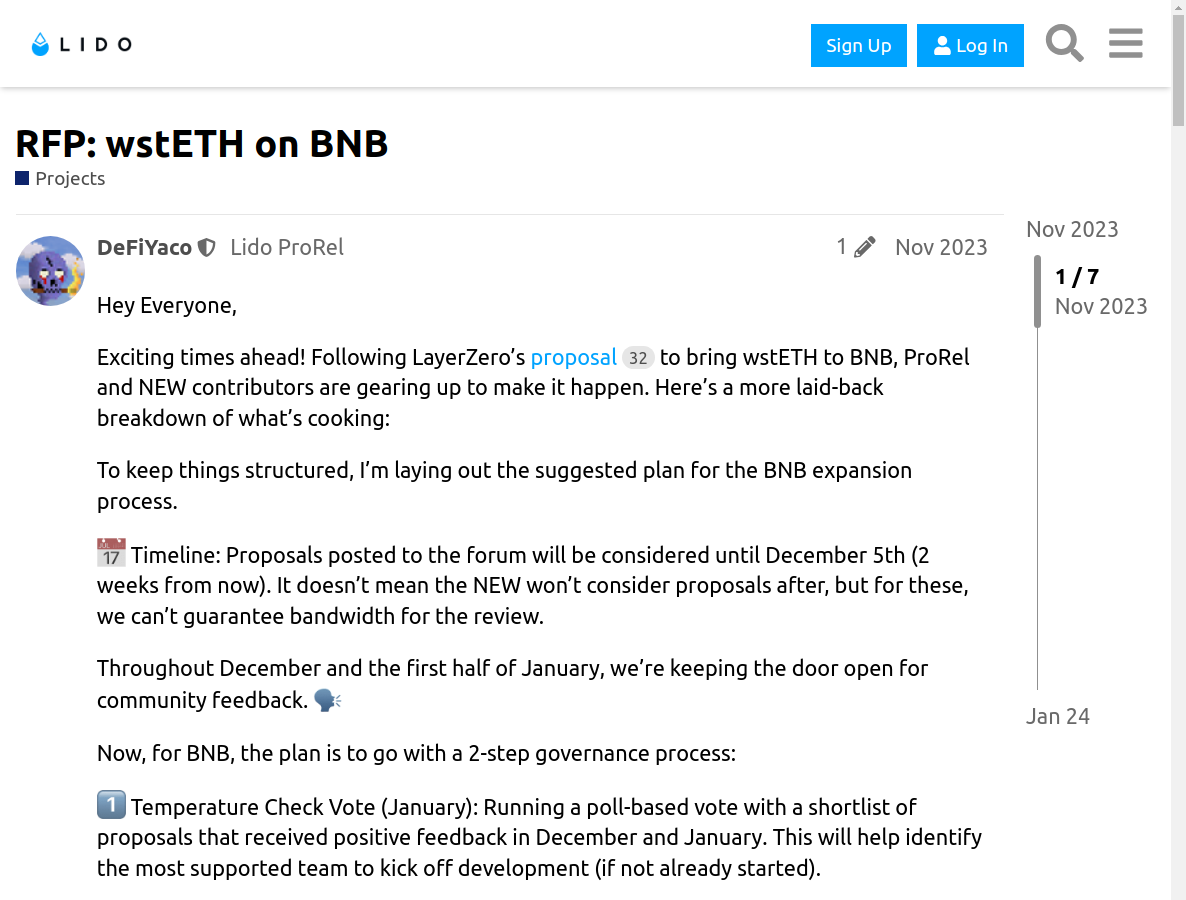 LIDO
Sign Up
Log In
RFP: wstETH on BNB
Projects
DeFiYaco Lido ProRel 1 Nov 2023
Hey Everyone,
Exciting times ahead! Following LayerZero’s proposal 32 to bring wstETH to BNB, ProRel
and NEW contributors are gearing up to make it happen. Here’s a more laid-back
breakdown of what’s cooking:
To keep things structured, I’m laying out the suggested plan for the BNB expansion
process.
17 Timeline: Proposals posted to the forum will be considered until December 5th (2
weeks from now). It doesn’t mean the NEW won’t consider proposals after, but for these,
we can’t guarantee bandwidth for the review.
Throughout December and the first half of January, we’re keeping the door open for
community feedback.
Now, for BNB, the plan is to go with a 2-step governance process:
1 Temperature Check Vote (January): Running a poll-based vote with a shortlist of
proposals that received positive feedback in December and January. This will help identify
the most supported team to kick off development (if not already started).
Nov 2023
1 / 7
Nov 2023
Jan 24